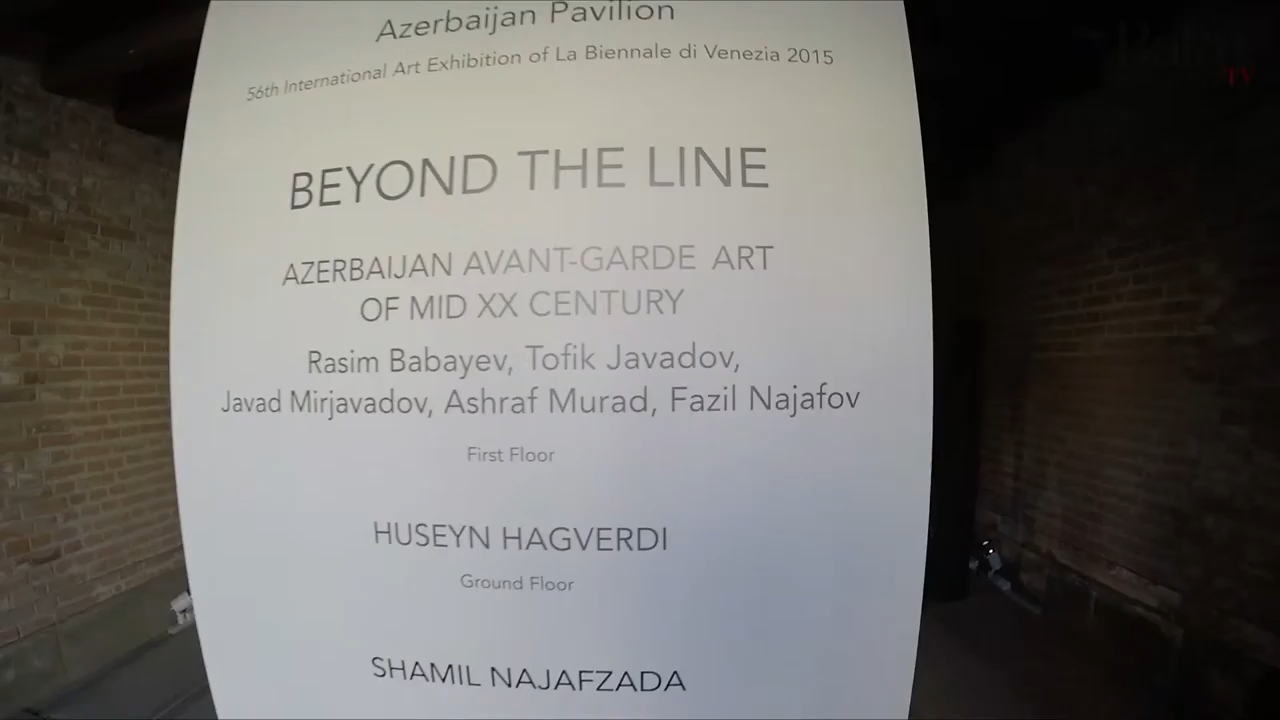 Azerbaijan Pavilion
56th International Art Exhibition of La Biennale di Venezia 2015
BEYOND THE LINE
AZERBAIJAN AVANT-GARDE ART
OF MID XX CENTURY
Rasim Babayev, Tofik Javadov,
Javad Mirjavadov, Ashraf Murad, Fazil Najafov
First Floor
HUSEYN HAGVERDI
Ground Floor
SHAMIL NAJAFZADA
TV